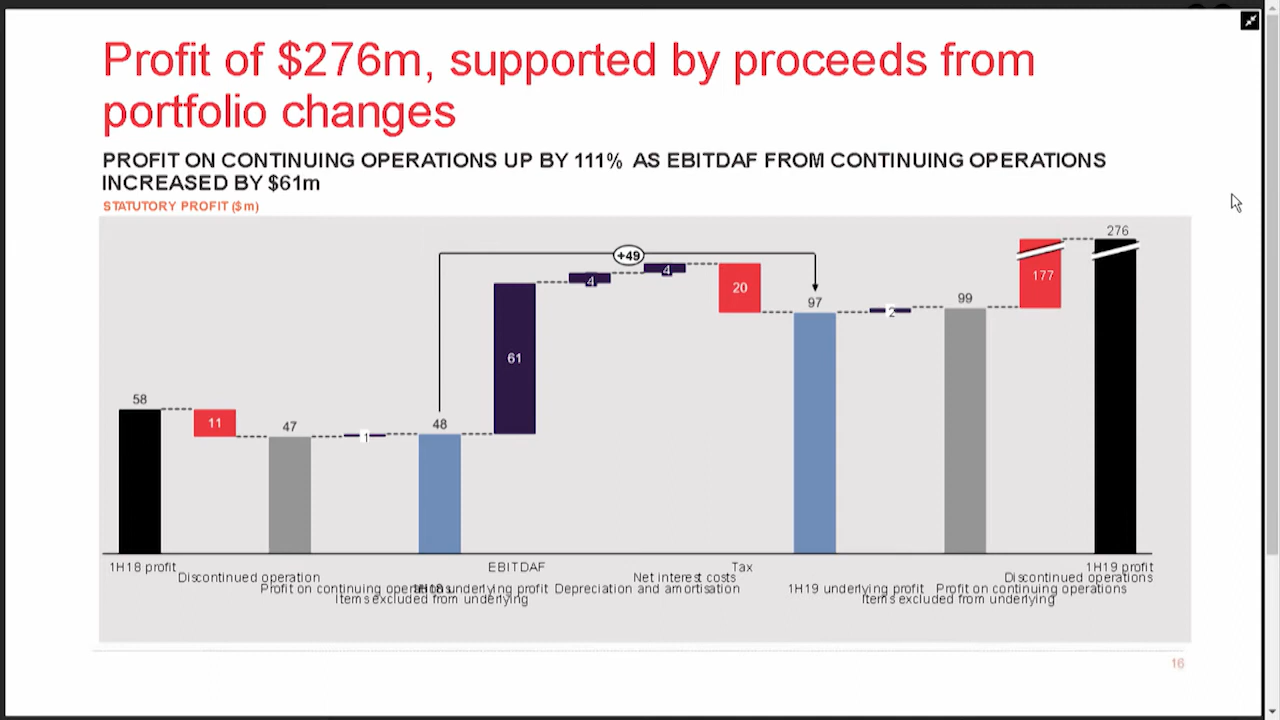 Profit of $276m, supported by proceeds from
portfolio changes
PROFIT ON CONTINUING OPERATIONS UP BY 111% AS EBITDAF FROM CONTINUING OPERATIONS
INCREASED BY $61m
STATUTORY PROFIT ($m)
276
+49
4
4
20
177
97
2
99
61
58
11
47
1
48
1H18 profit
EBITDAF
Tax
1H19 profit
Discontinued operation
Net interest costs
Discontinued operations
Profit on continuing operations
1H18 underlying profit
Depreciation and amortisation
1H19 underlying profit
Profit on continuing operations
Items excluded from underlying
Items excluded from underlying
16